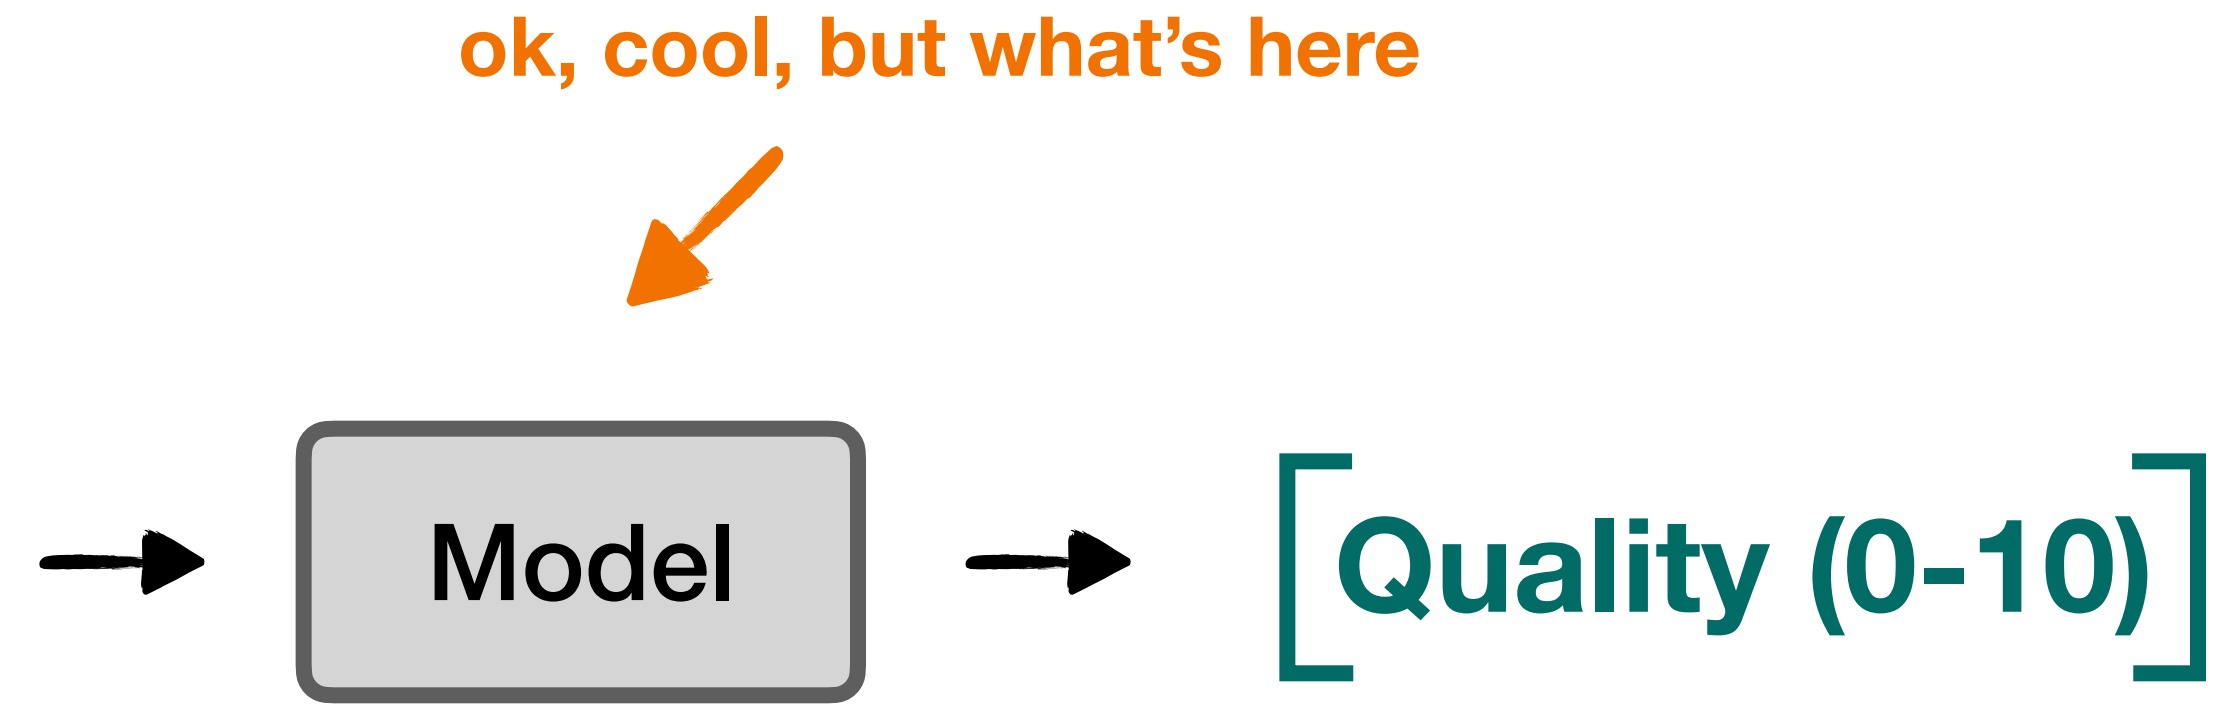 ok, cool, but what’s here
Model
Quality (0-10)